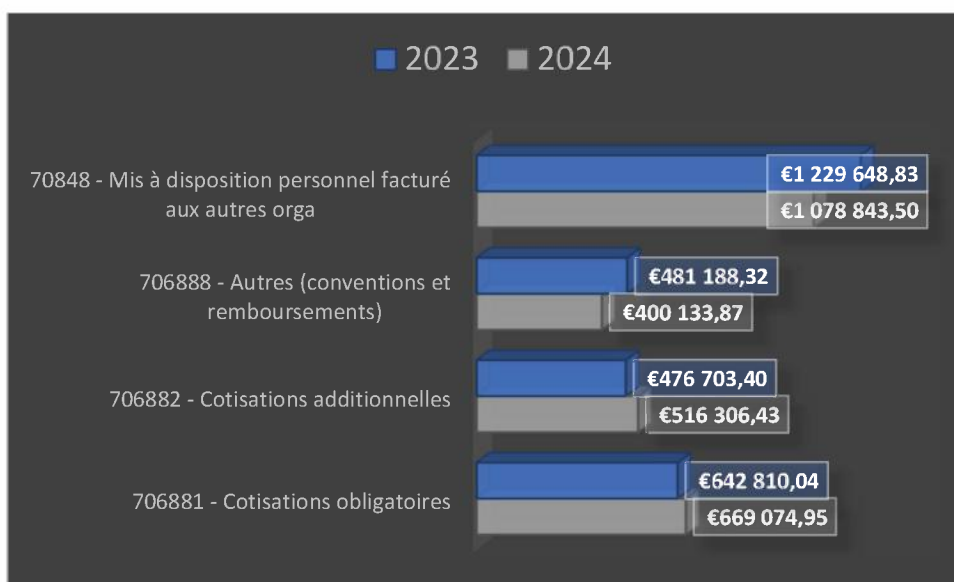 2023 2024
70848 - Mis à disposition personnel facturé
aux autres orga
€1 229 648,83
€1 078 843,50
706888 - Autres (conventions et
remboursements)
€481 188,32
€400 133,87
706882 - Cotisations additionnelles
€476 703,40
€516 306,43
706881 - Cotisations obligatoires
€642 810,04
€669 074,95